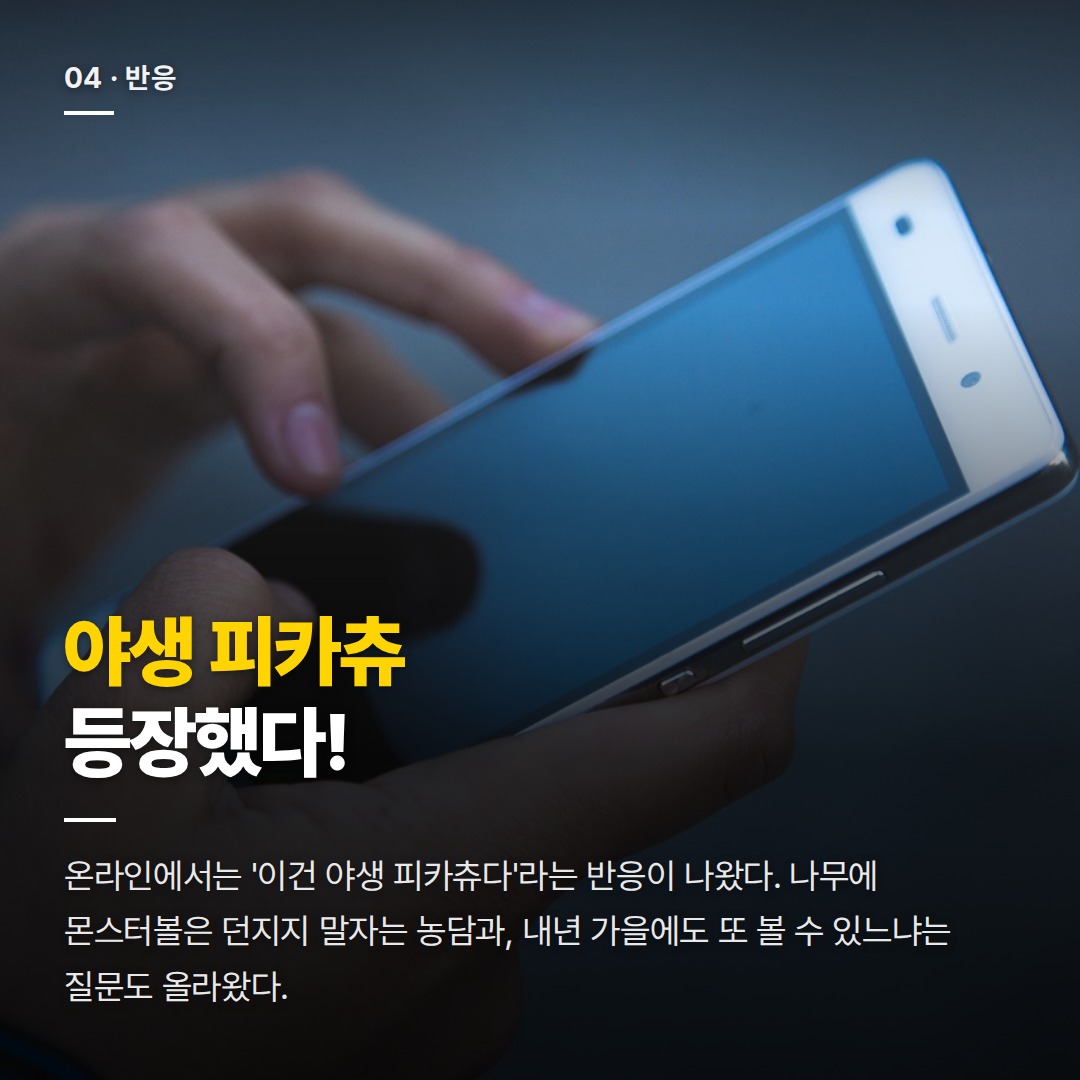 04 · 반응
야생 피카츄
등장했다!
온라인에서는 '이건 야생 피카츄다'라는 반응이 나왔다. 나무에
몬스터볼은 던지지 말자는 농담과, 내년 가을에도 또 볼 수 있느냐는
질문도 올라왔다.